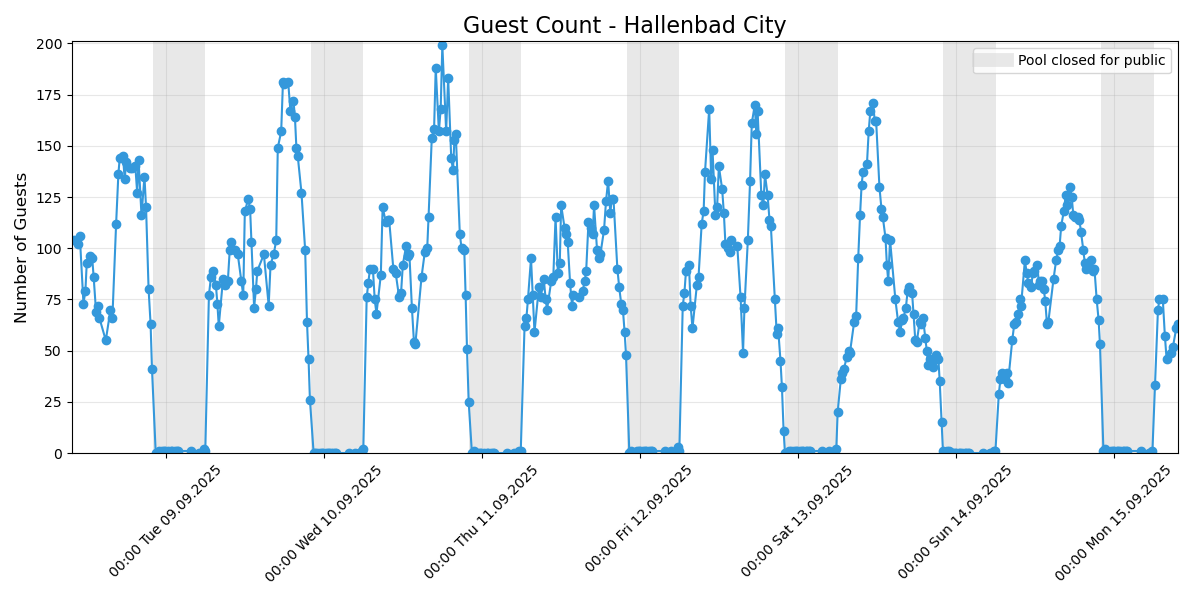 Guest Count - Hallenbad City
Pool closed for public
Number of Guests
200
175
150
125
100
75
50
25
0
00:00 Tue 09.09.2025
00:00 Wed 10.09.2025
00:00 Thu 11.09.2025
00:00 Fri 12.09.2025
00:00 Sat 13.09.2025
00:00 Sun 14.09.2025
00:00 Mon 15.09.2025